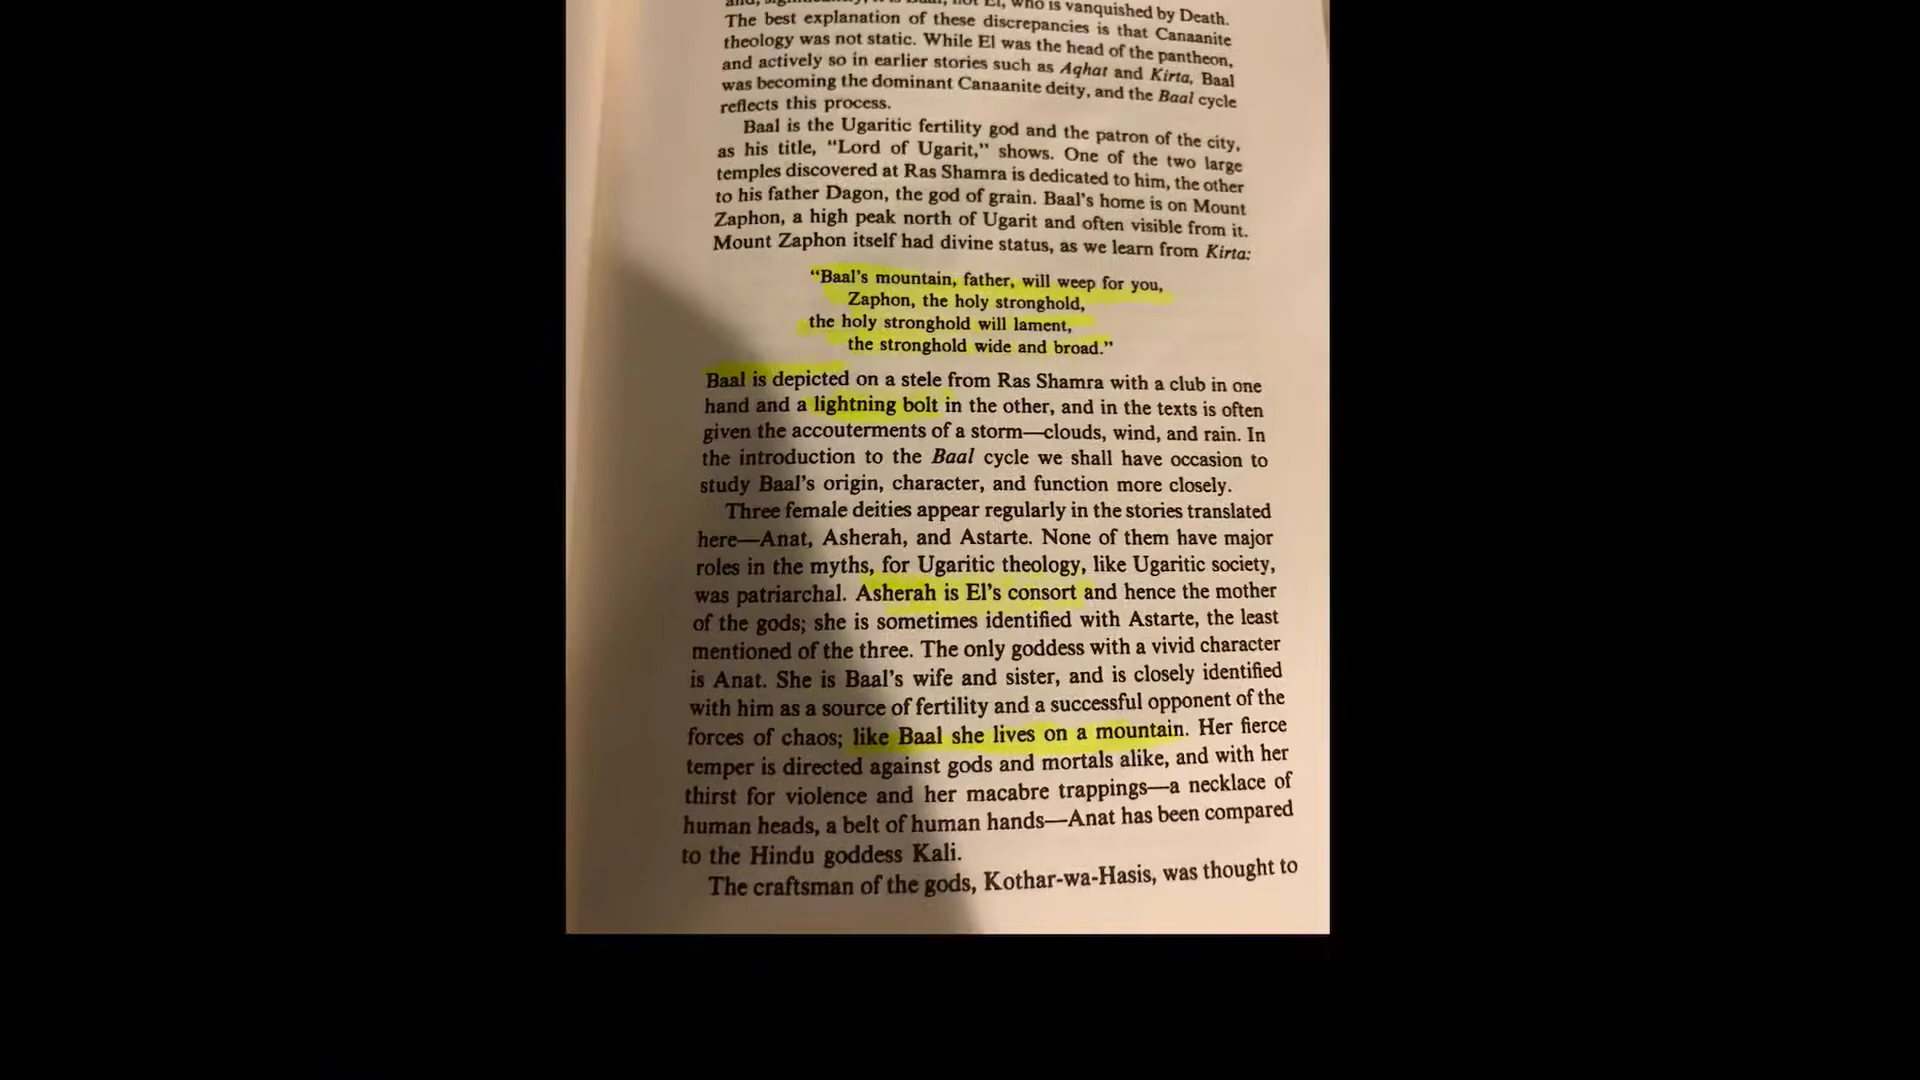 and, significantly, it is Baal, not El, who is vanquished by Death.
The best explanation of these discrepancies is that Canaanite
theology was not static. While El was the head of the pantheon,
and actively so in earlier stories such as Aqhat and Kirta, Baal
was becoming the dominant Canaanite deity, and the Baal cycle
reflects this process.
Baal is the Ugaritic fertility god and the patron of the city,
as his title, “Lord of Ugarit,” shows. One of the two large
temples discovered at Ras Shamra is dedicated to him, the other
to his father Dagon, the god of grain. Baal’s home is on Mount
Zaphon, a high peak north of Ugarit and often visible from it.
Mount Zaphon itself had divine status, as we learn from Kirta:
“Baal’s mountain, father, will weep for you,
Zaphon, the holy stronghold,
the holy stronghold will lament,
the stronghold wide and broad.”
Baal is depicted on a stele from Ras Shamra with a club in one
hand and a lightning bolt in the other, and in the texts is often
given the accouterments of a storm—clouds, wind, and rain. In
the introduction to the Baal cycle we shall have occasion to
study Baal’s origin, character, and function more closely.
Three female deities appear regularly in the stories translated
here—Anat, Asherah, and Astarte. None of them have major
roles in the myths, for Ugaritic theology, like Ugaritic society,
was patriarchal. Asherah is El’s consort and hence the mother
of the gods; she is sometimes identified with Astarte, the least
mentioned of the three. The only goddess with a vivid character
is Anat. She is Baal’s wife and sister, and is closely identified
with him as a source of fertility and a successful opponent of the
forces of chaos; like Baal she lives on a mountain. Her fierce
temper is directed against gods and mortals alike, and with her
thirst for violence and her macabre trappings—a necklace of
human heads, a belt of human hands—Anat has been compared
to the Hindu goddess Kali.
The craftsman of the gods, Kothar-wa-Hasis, was thought to